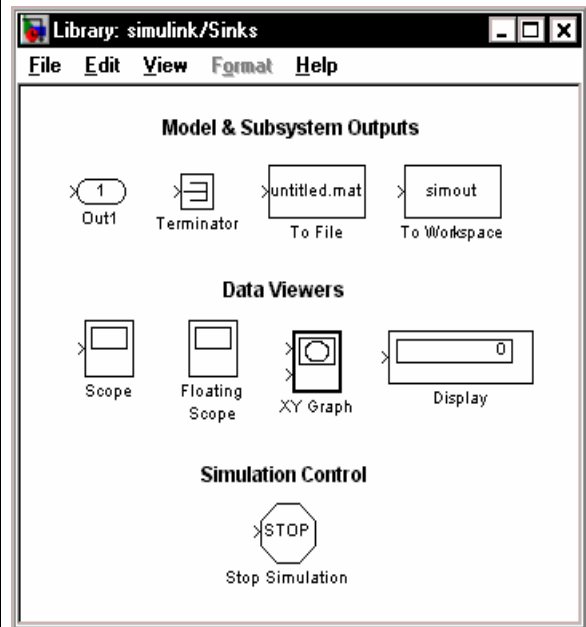 Library: simulink/Sinks
File Edit View Format Help
Model & Subsystem Outputs
1 untitled.mat simout
Out1 Terminator To File To Workspace
Data Viewers
0
Scope Floating Scope XY Graph Display
Simulation Control
STOP
Stop Simulation